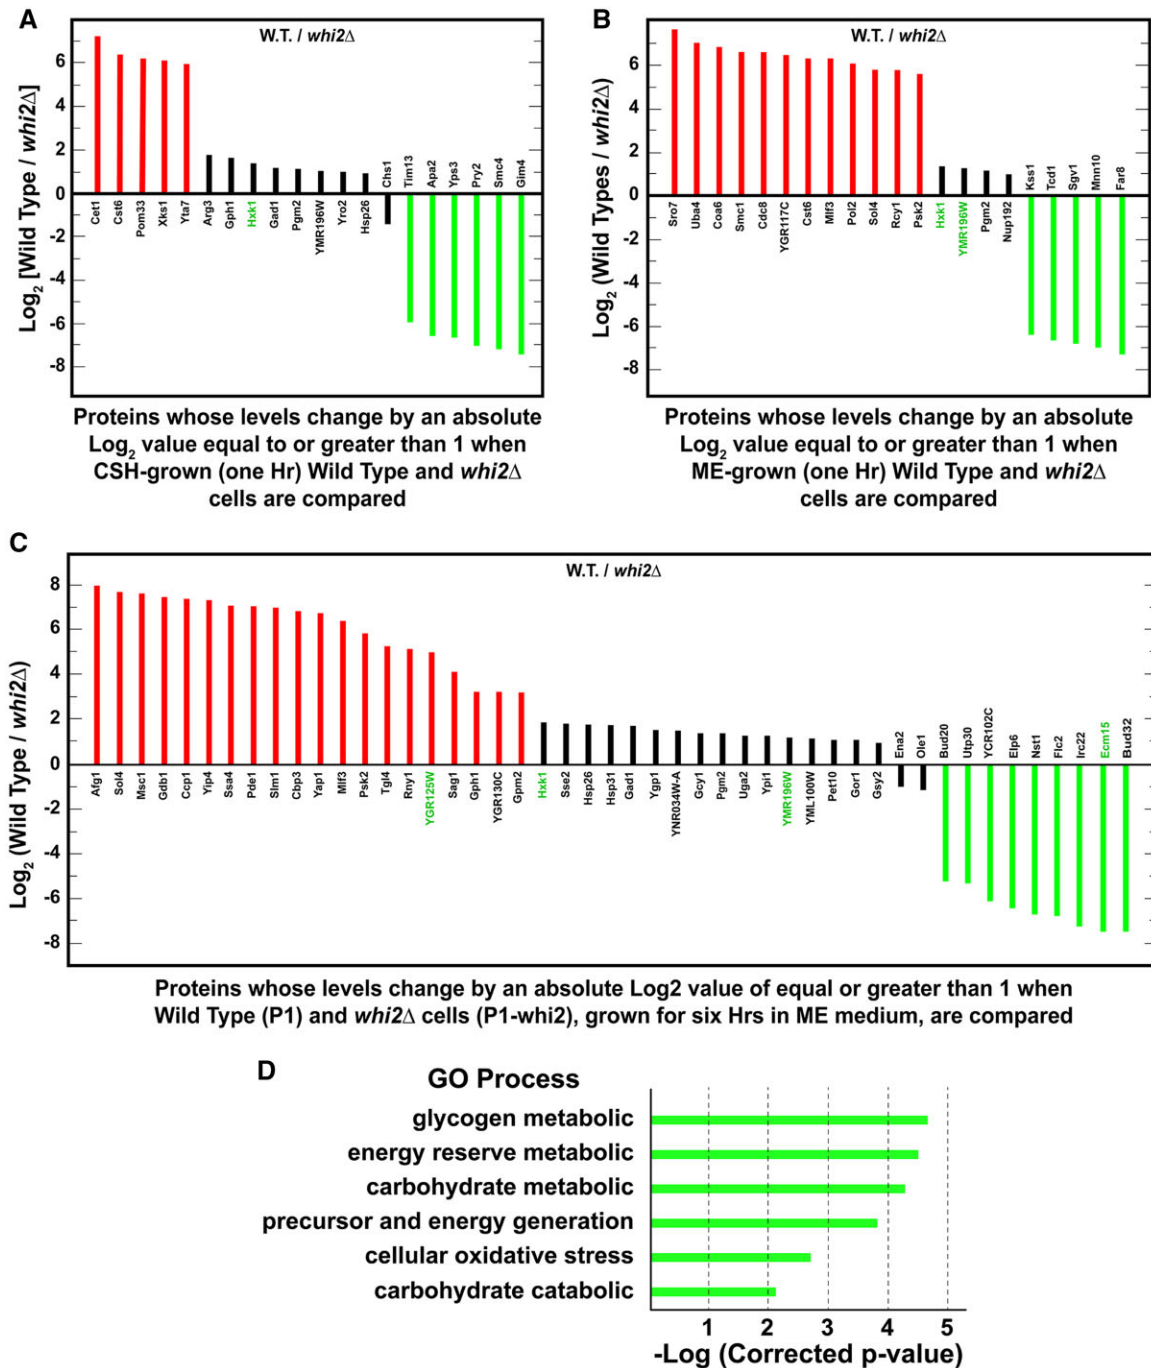 A
W.T. / whi2Δ
Log2 [Wild Type / whi2Δ]
6
4
2
0
-2
-4
-6
-8
Cet1
Cst6
Pom33
Xks1
Yta7
Arg3
Gph1
Hxk1
Gad1
Pgm2
YMR196W
Yro2
Hsp26
Chs1
Tim13
Apa2
Yps3
Pry2
Smc4
Gim4
Proteins whose levels change by an absolute
Log2 value equal to or greater than 1 when
CSH-grown (one Hr) Wild Type and whi2Δ
cells are compared
B
W.T. / whi2Δ
Log2 (Wild Types / whi2Δ)
6
4
2
0
-2
-4
-6
-8
Sro7
Uba4
Coa6
Smc1
Cdc8
YGR117C
Cst6
Mlf3
Pol2
Sol4
Rcy1
Psk2
Hxk1
YMR196W
Pgm2
Nup192
Kss1
Tcd1
Sgv1
Mnn10
Far8
Proteins whose levels change by an absolute
Log2 value equal to or greater than 1 when
ME-grown (one Hr) Wild Type and whi2Δ
cells are compared
C
W.T. / whi2Δ
Log2 (Wild Type / whi2Δ)
8
6
4
2
0
-2
-4
-6
-8
Afg1
Sol4
Msc1
Gdb1
Ccp1
Yip4
Ssa4
Pde1
Slm1
Cbp3
Yap1
Mlf3
Psk2
Tgl4
Rny1
YGR125W
Sag1
Gph1
YGR130C
Gpm2
Hxk1
Sse2
Hsp26
Hsp31
Gad1
Ygp1
YNR034W-A
Gcy1
Pgm2
Uga2
Ypi1
YMR196W
YML100W
Pet10
Gor1
Gsy2
Ena2
Ole1
Bud20
Utp30
YCR102C
Elp6
Nst1
Flc2
Irc22
Ecm15
Bud32
Proteins whose levels change by an absolute Log2 value of equal or greater than 1 when
Wild Type (P1) and whi2Δ cells (P1-whi2), grown for six Hrs in ME medium, are compared
D
GO Process
glycogen metabolic
energy reserve metabolic
carbohydrate metabolic
precursor and energy generation
cellular oxidative stress
carbohydrate catabolic
1 2 3 4 5
-Log (Corrected p-value)